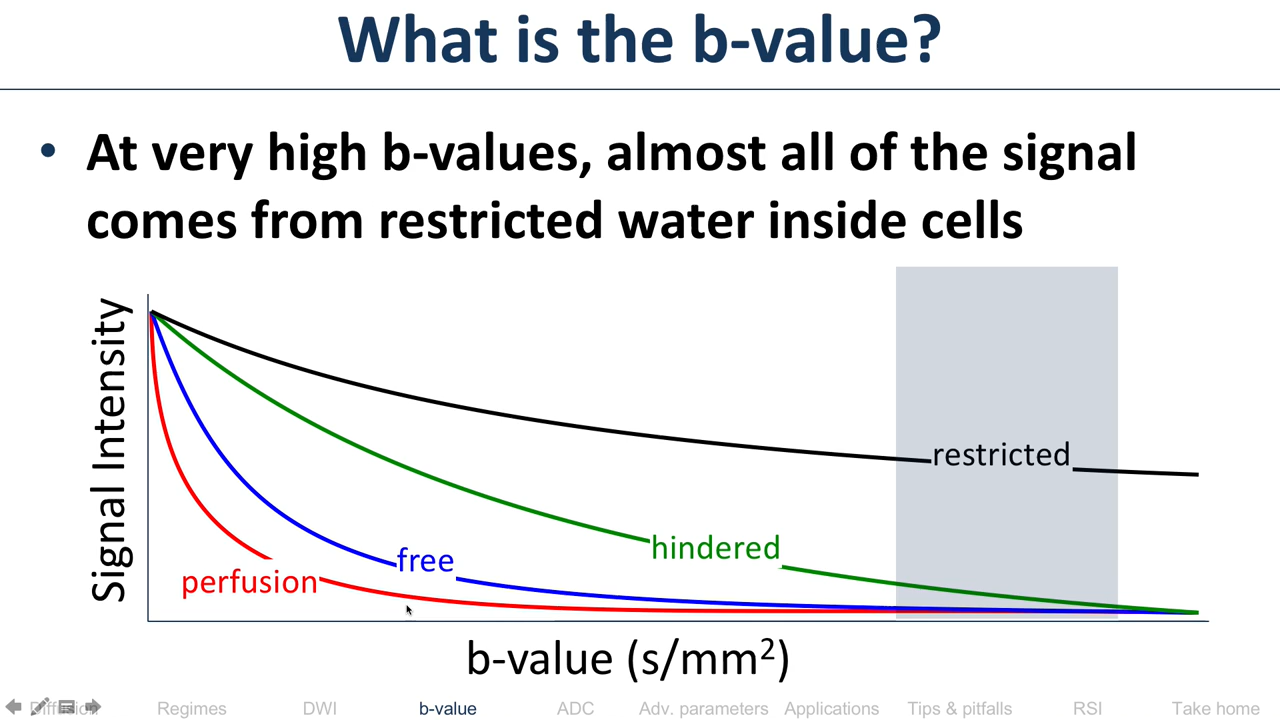 What is the b-value?
• At very high b-values, almost all of the signal
comes from restricted water inside cells
Signal Intensity
restricted
hindered
free
perfusion
b-value (s/mm²)
Diffusion Regimes DWI b-value ADC Adv. parameters Applications Tips & pitfalls RSI Take home